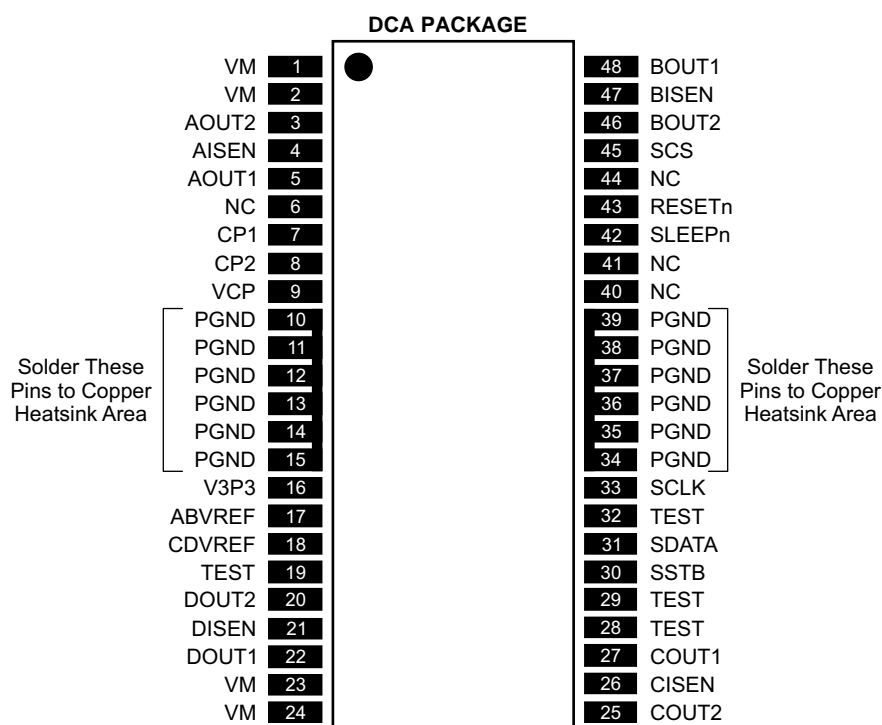 DCA PACKAGE
VM 1 48 BOUT1
VM 2 47 BISEN
AOUT2 3 46 BOUT2
AISEN 4 45 SCS
AOUT1 5 44 NC
NC 6 43 RESETn
CP1 7 42 SLEEPn
CP2 8 41 NC
VCP 9 40 NC
PGND 10 39 PGND
PGND 11 38 PGND
PGND 12 37 PGND
PGND 13 36 PGND
PGND 14 35 PGND
PGND 15 34 PGND
Solder These
Pins to Copper
Heatsink Area
Solder These
Pins to Copper
Heatsink Area
V3P3 16 33 SCLK
ABVREF 17 32 TEST
CDVREF 18 31 SDATA
TEST 19 30 SSTB
DOUT2 20 29 TEST
DISEN 21 28 TEST
DOUT1 22 27 COUT1
VM 23 26 CISEN
VM 24 25 COUT2